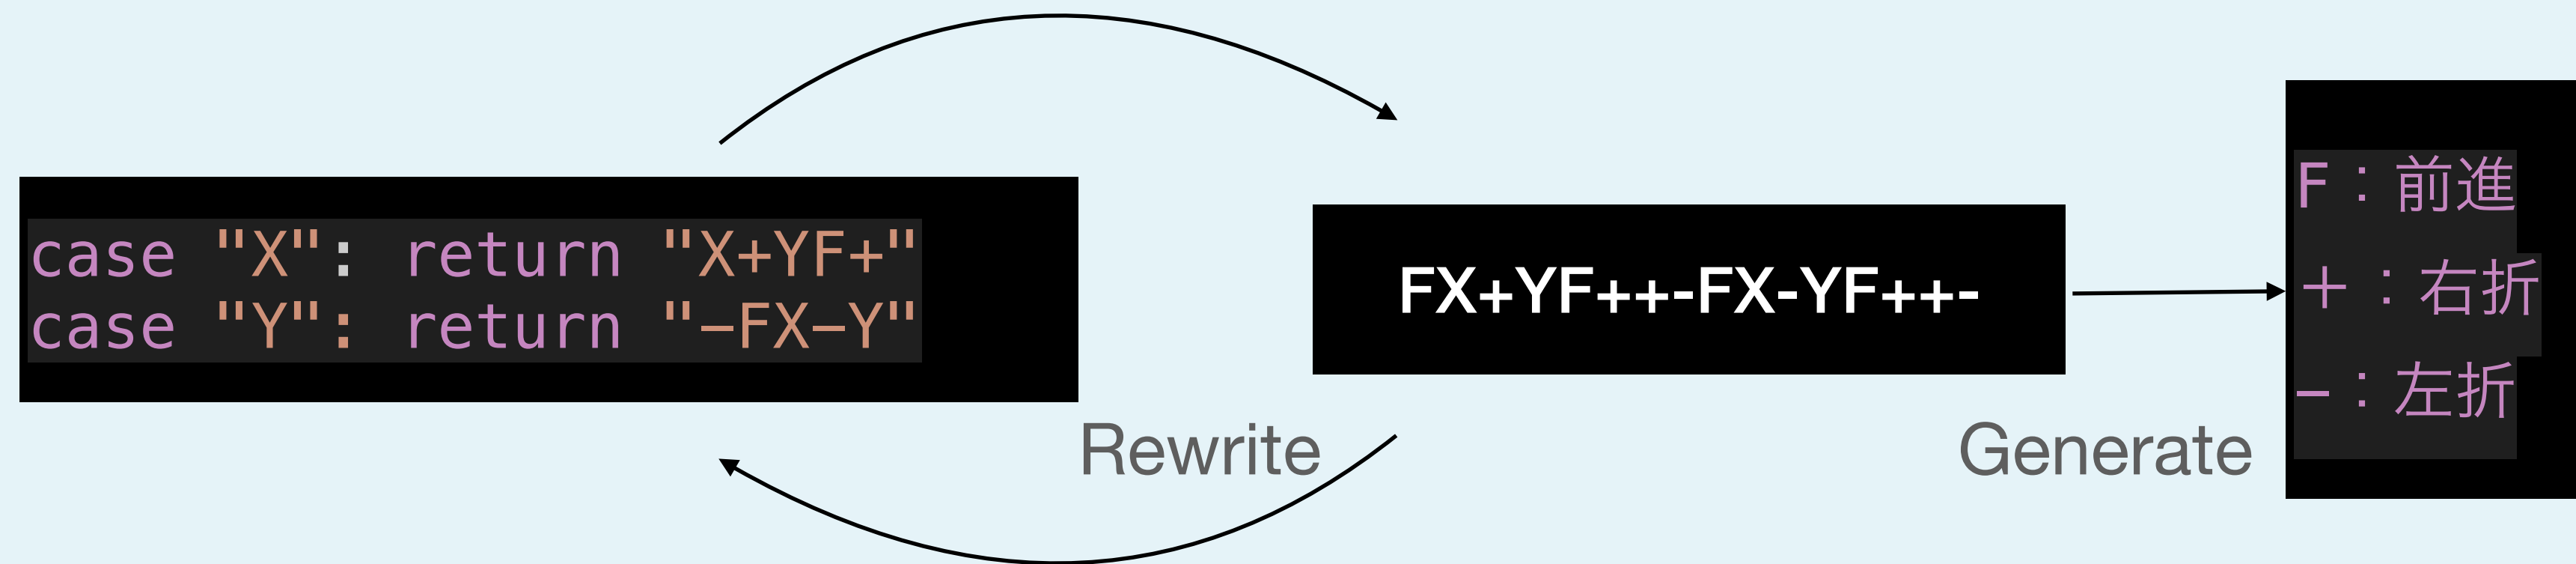 case "X": return "X+YF+"
case "Y": return "-FX-Y"
Rewrite
FX+YF++-FX-YF++-
Generate
F：前進
＋：右折
−：左折